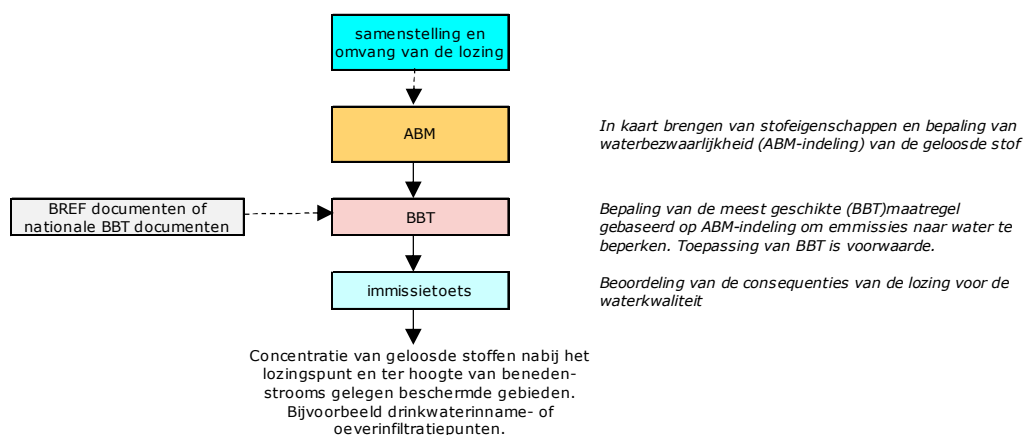 samenstelling en
omvang van de lozing
ABM
In kaart brengen van stofeigenschappen en bepaling van
waterbezwaarlijkheid (ABM-indeling) van de geloosde stof
BREF documenten of
nationale BBT documenten
BBT
Bepaling van de meest geschikte (BBT)maatregel
gebaseerd op ABM-indeling om emmissies naar water te
beperken. Toepassing van BBT is voorwaarde.
immissietoets
Beoordeling van de consequenties van de lozing voor de
waterkwaliteit
Concentratie van geloosde stoffen nabij het
lozingspunt en ter hoogte van beneden-
strooms gelegen beschermde gebieden.
Bijvoorbeeld drinkwaterinname- of
oeverinfiltratiepunten.